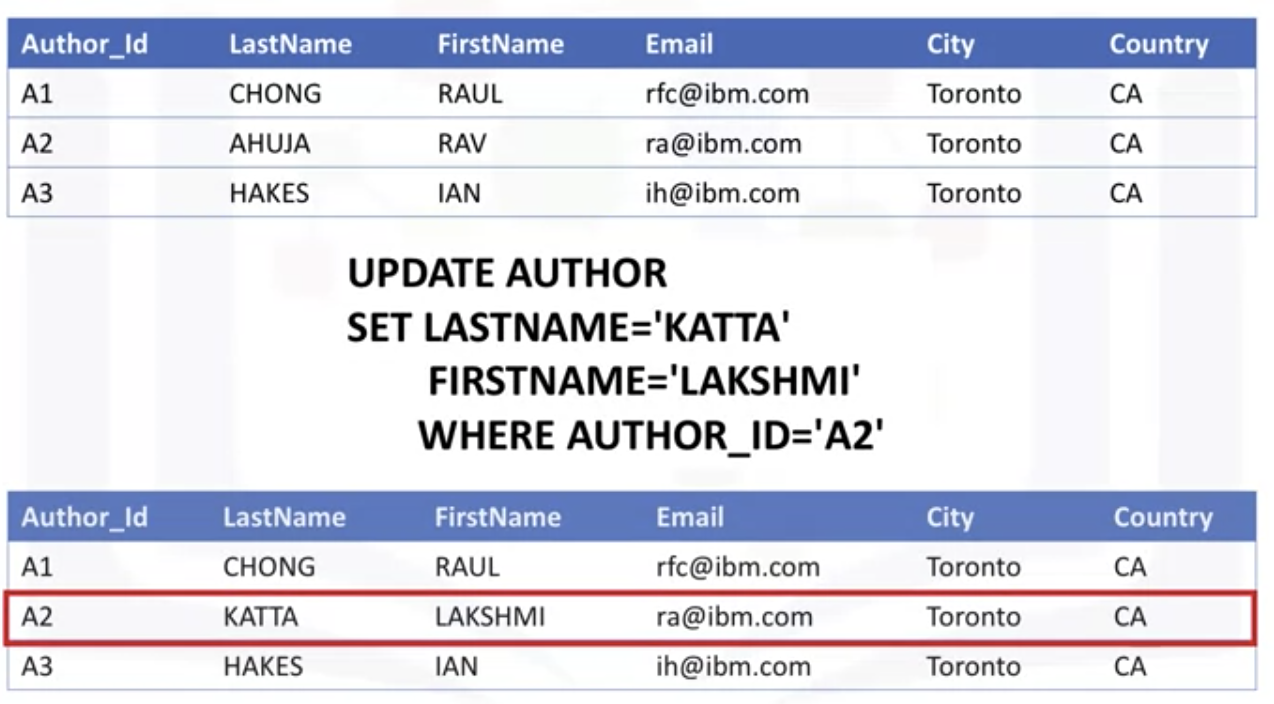 Author_Id LastName FirstName Email City Country
A1 CHONG RAUL rfc@ibm.com Toronto CA
A2 AHUJA RAV ra@ibm.com Toronto CA
A3 HAKES IAN ih@ibm.com Toronto CA
UPDATE AUTHOR
SET LASTNAME='KATTA'
FIRSTNAME='LAKSHMI'
WHERE AUTHOR_ID='A2'
Author_Id LastName FirstName Email City Country
A1 CHONG RAUL rfc@ibm.com Toronto CA
A2 KATTA LAKSHMI ra@ibm.com Toronto CA
A3 HAKES IAN ih@ibm.com Toronto CA